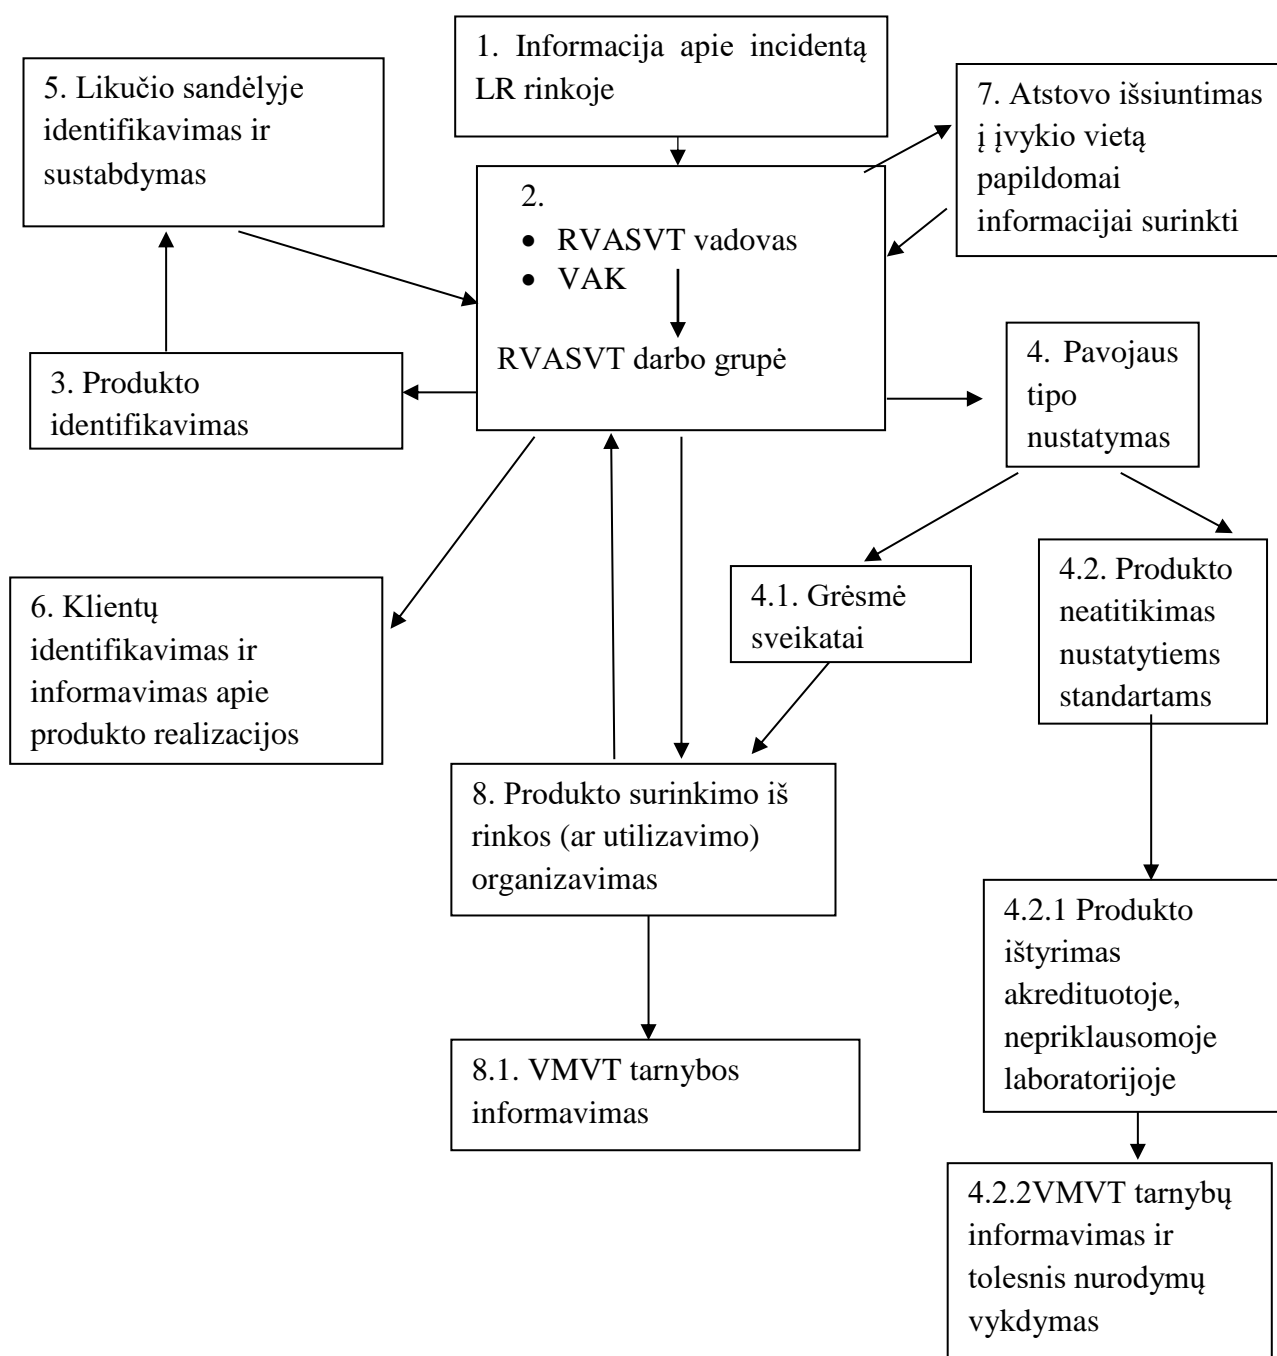 1. Informacija apie incidentą
LR rinkoje
5. Likučio sandėlyje
identifikavimas ir
sustabdymas
7. Atstovo išsiuntimas
į įvykio vietą
papildomai
informacijai surinkti
2.
• RVASVT vadovas
• VAK
RVASVT darbo grupė
3. Produkto
identifikavimas
4. Pavojaus
tipo
nustatymas
6. Klientų
identifikavimas ir
informavimas apie
produkto realizacijos
4.1. Grėsmė
sveikatai
4.2. Produkto
neatitikimas
nustatytiems
standartams
8. Produkto surinkimo iš
rinkos (ar utilizavimo)
organizavimas
4.2.1 Produkto
ištyrimas
akredituotoje,
nepriklausomoje
laboratorijoje
8.1. VMVT tarnybos
informavimas
4.2.2VMVT tarnybų
informavimas ir
tolesnis nurodymų
vykdymas